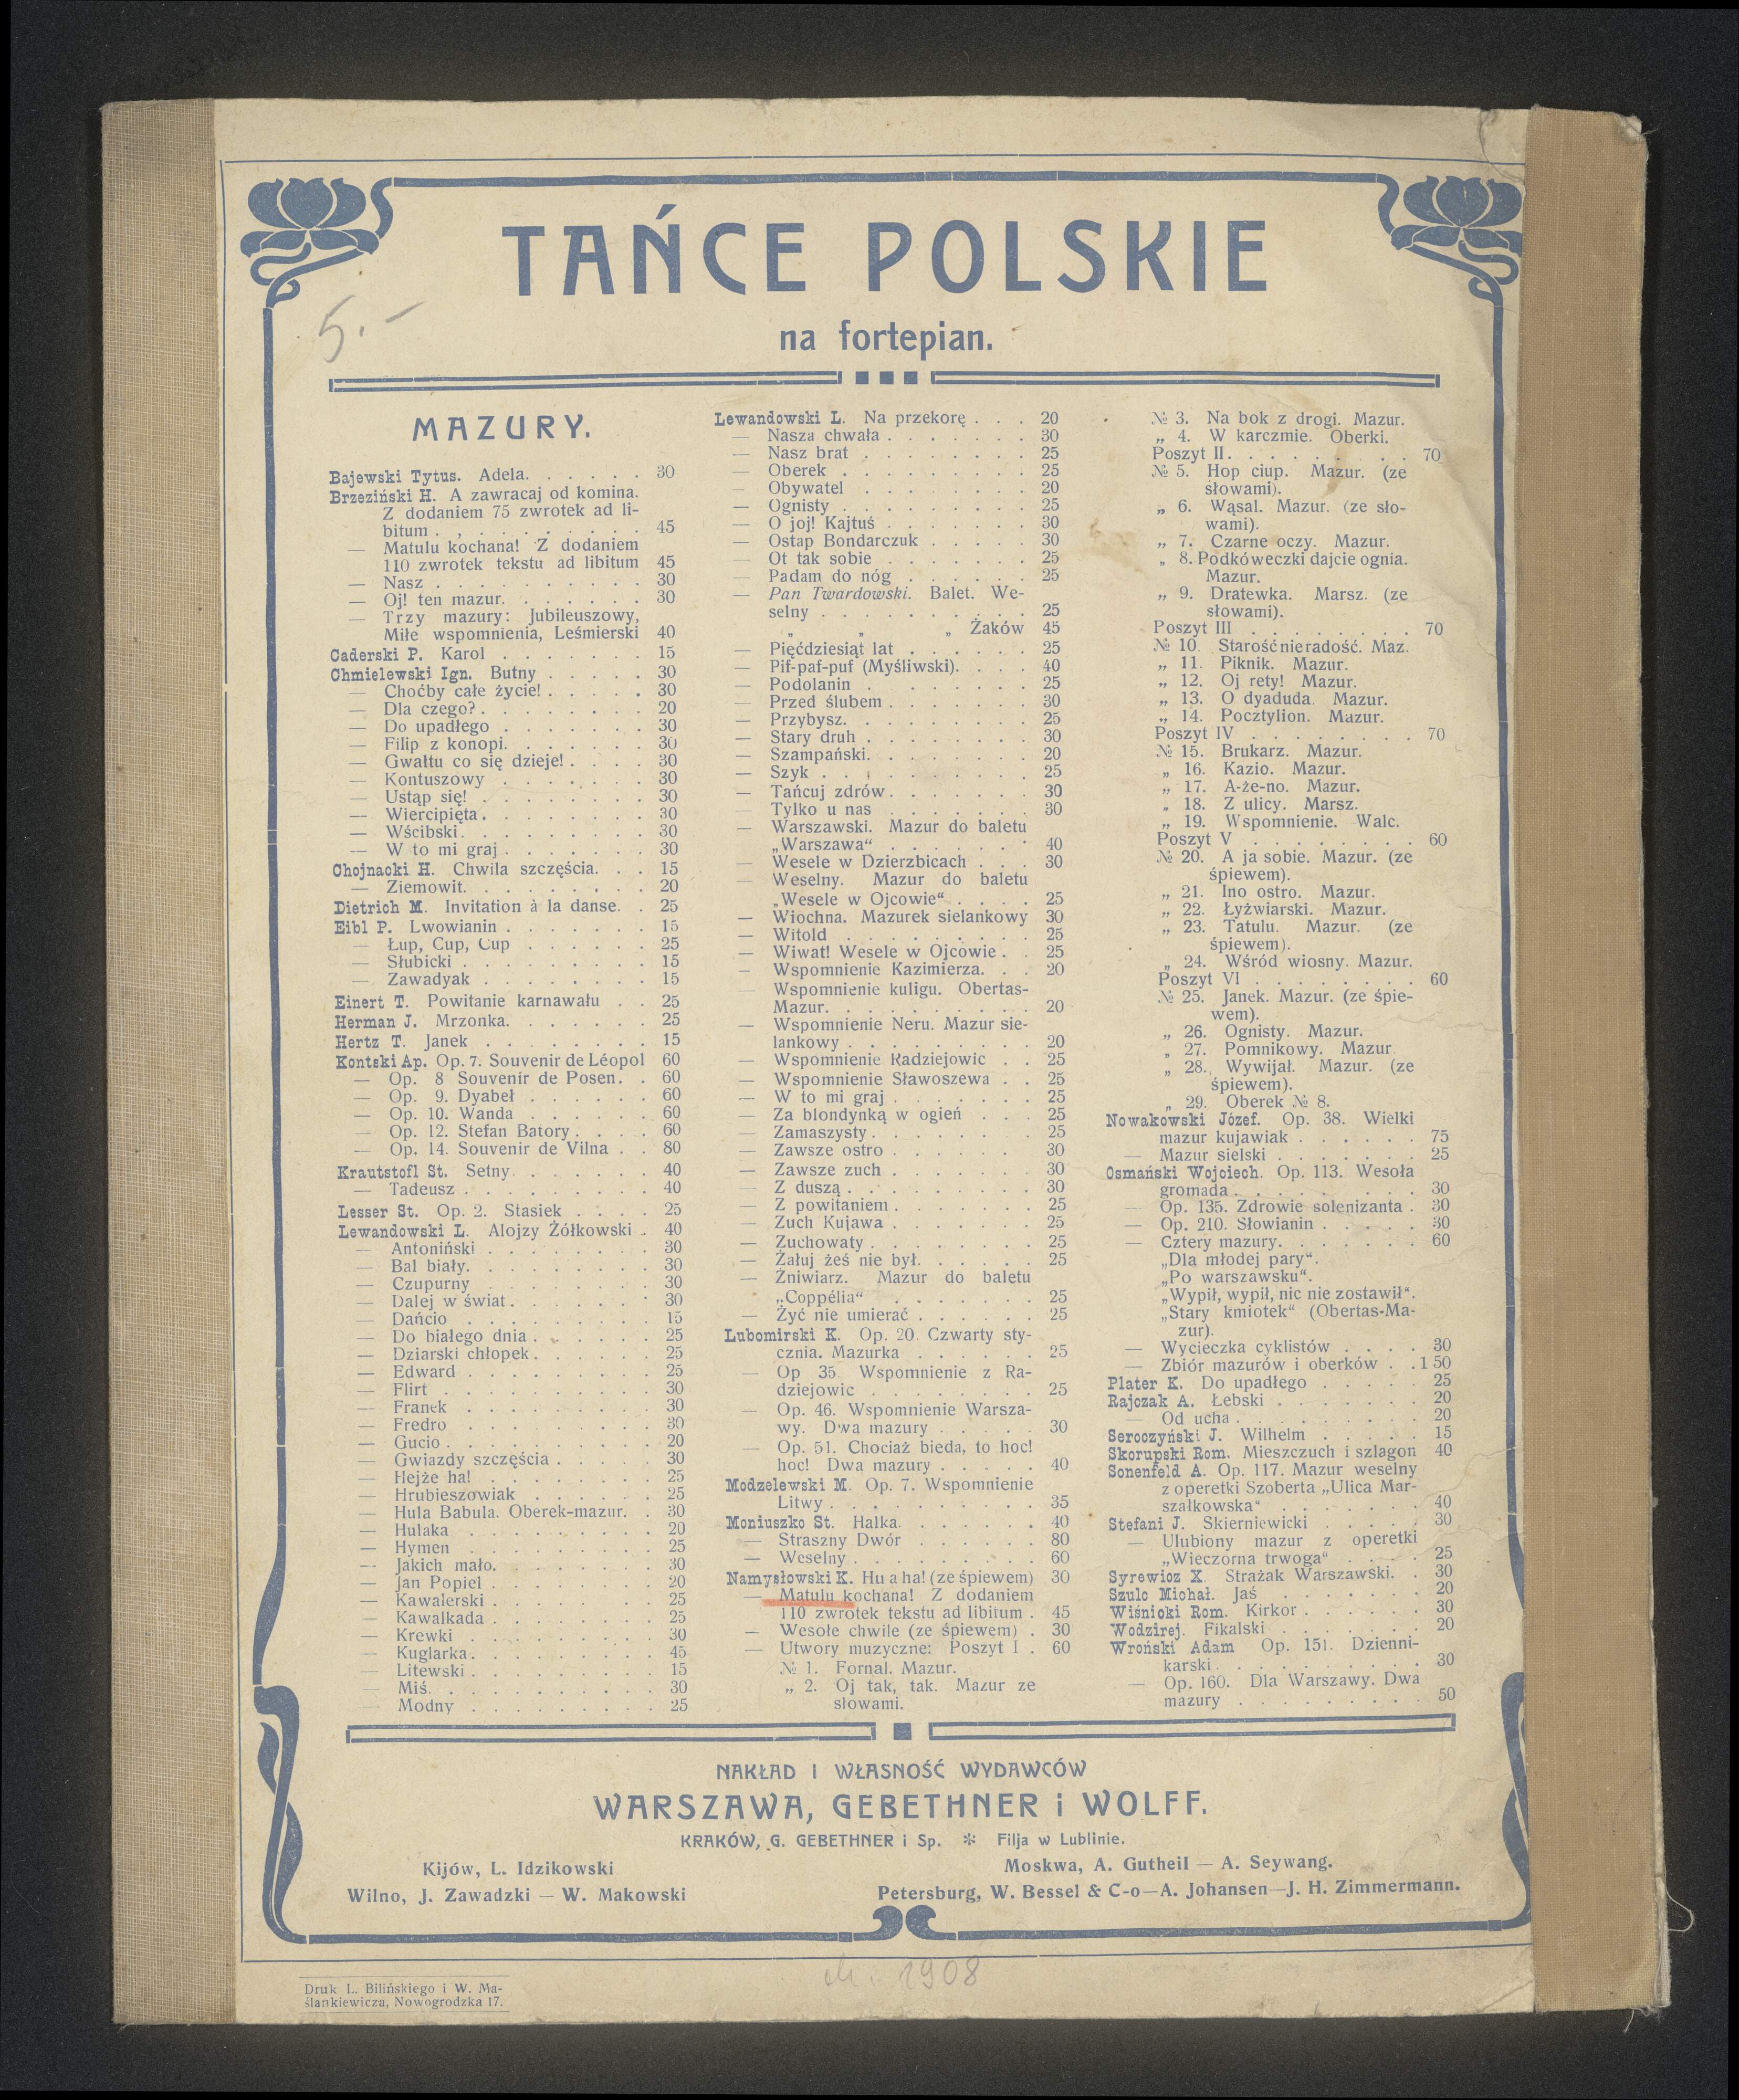 TAŃCE POLSKIE
na fortepian.
5.-
MAZURY.
Bajewski Tytus. Adela. . . . . . 30
Brzeziński H. A zawracaj od komina.
Z dodaniem 75 zwrotek ad li-
bitum . . . . . . . . . . 45
— Matulu kochana! Z dodaniem
110 zwrotek tekstu ad libitum 45
— Nasz . . . . . . . . . . 30
— Oj! ten mazur. . . . . . . 30
— Trzy mazury: Jubileuszowy,
Miłe wspomnienia, Leśmierski 40
Caderski P. Karol . . . . . . . 15
Chmielewski Ign. Butny . . . . . 30
— Choćby całe życie! . . . . . 30
— Dla czego? . . . . . . . . 20
— Do upadłego . . . . . . . 30
— Filip z konopi. . . . . . . 30
— Gwałtu co się dzieje! . . . . 30
— Kontuszowy . . . . . . . 30
— Ustąp się! . . . . . . . . 30
— Wiercipięta . . . . . . . . 30
— Wścibski. . . . . . . . . 30
— W to mi graj . . . . . . . 30
Chojnacki H. Chwila szczęścia. . . 15
— Ziemowit. . . . . . . . . 20
Dietrich M. Invitation à la danse. . 25
Eibl P. Lwowianin . . . . . . . 15
— Łup, Cup, Cup . . . . . . 25
— Słubicki . . . . . . . . . 15
— Zawadyak . . . . . . . . 15
Einert T. Powitanie karnawału . . 25
Herman J. Mrzonka. . . . . . . 25
Hertz T. Janek . . . . . . . . 15
Kontski Ap. Op. 7. Souvenir de Léopol 60
— Op. 8 Souvenir de Posen. . 60
— Op. 9. Dyabeł . . . . . . 60
— Op. 10. Wanda . . . . . . 60
— Op. 12. Stefan Batory . . . . 60
— Op. 14. Souvenir de Vilna . . 80
Krautstofl St. Setny . . . . . . 40
— Tadeusz . . . . . . . . . 40
Lesser St. Op. 2. Stasiek . . . . 25
Lewandowski L. Alojzy Żółkowski . 40
— Antoniński . . . . . . . . 30
— Bal biały. . . . . . . . . 30
— Czupurny . . . . . . . . 30
— Dalej w świat . . . . . . . 30
— Dańcio . . . . . . . . . 15
— Do białego dnia . . . . . . 25
— Dziarski chłopek . . . . . . 25
— Edward . . . . . . . . . 25
— Flirt . . . . . . . . . . 30
— Franek . . . . . . . . . 30
— Fredro . . . . . . . . . 30
— Gucio . . . . . . . . . . 20
— Gwiazdy szczęścia . . . . . 30
— Hejże ha! . . . . . . . . 25
— Hrubieszowiak . . . . . . 25
— Hula Babula. Oberek-mazur. . 30
— Hulaka . . . . . . . . . 20
— Hymen . . . . . . . . . 25
— Jakich mało. . . . . . . . 30
— Jan Popiel . . . . . . . . 20
— Kawalerski . . . . . . . . 25
— Kawalkada . . . . . . . . 25
— Krewki . . . . . . . . . 30
— Kuglarka. . . . . . . . . 45
— Litewski . . . . . . . . . 15
— Miś. . . . . . . . . . . 30
— Modny . . . . . . . . . 25
Lewandowski L. Na przekorę . . . 20
— Nasza chwała . . . . . . . 30
— Nasz brat . . . . . . . . 25
— Oberek . . . . . . . . . 25
— Obywatel . . . . . . . . 20
— Ognisty . . . . . . . . . 25
— O joj! Kajtuś . . . . . . . 30
— Ostap Bondarczuk . . . . . 30
— Ot tak sobie . . . . . . . 25
— Padam do nóg . . . . . . 25
— Pan Twardowski. Balet. We-
selny . . . . . . . . . . 25
„ „ „ Żaków 45
— Pięćdziesiąt lat . . . . . . 25
— Pif-paf-puf (Myśliwski). . . . 40
— Podolanin . . . . . . . . 25
— Przed ślubem . . . . . . . 30
— Przybysz. . . . . . . . . 25
— Stary druh . . . . . . . . 30
— Szampański. . . . . . . . 20
— Szyk . . . . . . . . . . 25
— Tańcuj zdrów . . . . . . . 30
— Tylko u nas . . . . . . . 30
— Warszawski. Mazur do baletu
„Warszawa“ . . . . . . . 40
— Wesele w Dzierzbicach . . . 30
— Weselny. Mazur do baletu
„Wesele w Ojcowie“ . . . . 25
— Wiochna. Mazurek sielankowy 30
— Witold . . . . . . . . . 25
— Wiwat! Wesele w Ojcowie . . 25
— Wspomnienie Kazimierza. . . 20
— Wspomnienie kuligu. Obertas-
Mazur. . . . . . . . . . 20
— Wspomnienie Neru. Mazur sie-
lankowy . . . . . . . . . 20
— Wspomnienie Radziejowic . . 25
— Wspomnienie Sławoszewa . . 25
— W to mi graj . . . . . . . 25
— Za blondynką w ogień . . . 25
— Zamaszysty . . . . . . . . 25
— Zawsze ostro . . . . . . . 30
— Zawsze zuch . . . . . . . 30
— Z duszą . . . . . . . . . 30
— Z powitaniem . . . . . . . 25
— Zuch Kujawa . . . . . . . 25
— Zuchowaty . . . . . . . . 25
— Żałuj żeś nie był. . . . . . 25
— Żniwiarz. Mazur do baletu
„Coppélia“ . . . . . . . 25
— Żyć nie umierać . . . . . . 25
Lubomirski K. Op. 20. Czwarty sty-
cznia. Mazurka . . . . . . 25
— Op 35. Wspomnienie z Ra-
dziejowic . . . . . . . . 25
— Op. 46. Wspomnienie Warsza-
wy. Dwa mazury . . . . . 30
— Op. 51. Chociaż bieda, to hoc!
hoc! Dwa mazury . . . . . 40
Modzelewski M. Op. 7. Wspomnienie
Litwy . . . . . . . . . . 35
Moniuszko St. Halka. . . . . . . 40
— Straszny Dwór . . . . . . 80
— Weselny . . . . . . . . . 60
Namysłowski K. Hu a ha! (ze śpiewem) 30
— Matulu kochana! Z dodaniem
110 zwrotek tekstu ad libitum . 45
— Wesołe chwile (ze śpiewem) . 30
— Utwory muzyczne: Poszyt I . 60
№ 1. Fornal. Mazur.
„ 2. Oj tak, tak. Mazur ze
słowami.
№ 3. Na bok z drogi. Mazur.
„ 4. W karczmie. Oberki.
Poszyt II . . . . . . . . . 70
№ 5. Hop ciup. Mazur. (ze
słowami).
„ 6. Wąsal. Mazur. (ze sło-
wami).
„ 7. Czarne oczy. Mazur.
„ 8. Podkóweczki dajcie ognia.
Mazur.
„ 9. Dratewka. Marsz. (ze
słowami).
Poszyt III . . . . . . . . 70
№ 10. Starość nie radość. Maz.
„ 11. Piknik. Mazur.
„ 12. Oj rety! Mazur.
„ 13. O dyaduda. Mazur.
„ 14. Pocztylion. Mazur.
Poszyt IV . . . . . . . . 70
№ 15. Brukarz. Mazur.
„ 16. Kazio. Mazur.
„ 17. A-że-no. Mazur.
„ 18. Z ulicy. Marsz.
„ 19. Wspomnienie. Walc.
Poszyt V . . . . . . . . . 60
№ 20. A ja sobie. Mazur. (ze
śpiewem).
„ 21. Ino ostro. Mazur.
„ 22. Łyżwiarski. Mazur.
„ 23. Tatulu. Mazur. (ze
śpiewem).
„ 24. Wśród wiosny. Mazur.
Poszyt VI . . . . . . . . 60
№ 25. Janek. Mazur. (ze śpie-
wem).
„ 26. Ognisty. Mazur.
„ 27. Pomnikowy. Mazur
„ 28. Wywijał. Mazur. (ze
śpiewem).
„ 29. Oberek № 8.
Nowakowski Józef. Op. 38. Wielki
mazur kujawiak . . . . . . 75
— Mazur sielski . . . . . . . 25
Osmański Wojciech. Op. 113. Wesoła
gromada . . . . . . . . . 30
— Op. 135. Zdrowie solenizanta . 30
— Op. 210. Słowianin . . . . . 30
— Cztery mazury. . . . . . . 60
„Dla młodej pary“.
„Po warszawsku“.
„Wypił, wypił, nic nie zostawił“.
„Stary kmiotek“ (Obertas-Ma-
zur).
— Wycieczka cyklistów . . . . 30
— Zbiór mazurów i oberków . . 1 50
Plater K. Do upadłego . . . . . 25
Rajczak A. Łebski . . . . . . . 20
— Od ucha . . . . . . . . . 20
Seroczyński J. Wilhelm . . . . . 15
Skorupski Rom. Mieszczuch i szlagon 40
Sonenfeld A. Op. 117. Mazur weselny
z operetki Szoberta „Ulica Mar-
szałkowska“ . . . . . . . 40
Stefani J. Skierniewicki . . . . . 30
— Ulubiony mazur z operetki
„Wieczorna trwoga“ . . . . 25
Syrewicz X. Strażak Warszawski. . 30
Szulc Michał. Jaś . . . . . . . 20
Wiśnicki Rom. Kirkor . . . . . . 30
Wodzirej. Fikalski . . . . . . . 20
Wroński Adam Op. 151. Dzienni-
karski . . . . . . . . . . 30
— Op. 160. Dla Warszawy. Dwa
mazury . . . . . . . . . 50
NAKŁAD I WŁASNOŚĆ WYDAWCÓW
WARSZAWA, GEBETHNER i WOLFF.
KRAKÓW, G. GEBETHNER i Sp. * Filja w Lublinie.
Kijów, L. Idzikowski
Moskwa, A. Gutheil — A. Seywang.
Wilno, J. Zawadzki — W. Makowski
Petersburg, W. Bessel & C-o—A. Johansen—J. H. Zimmermann.
1908
Druk L. Bilińskiego i W. Ma-
ślankiewicza, Nowogrodzka 17.